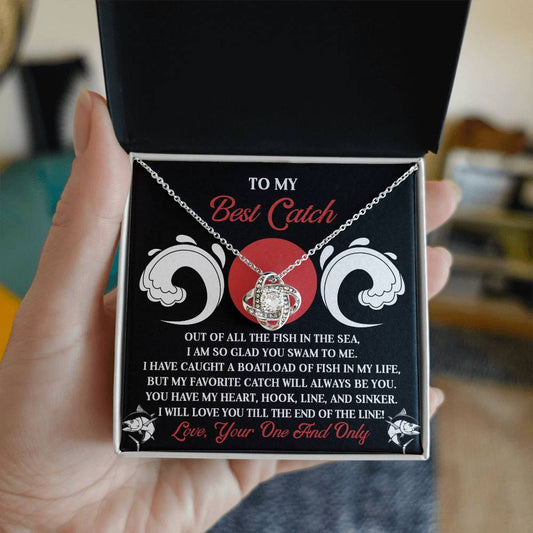 TO MY
Best Catch
OUT OF ALL THE FISH IN THE SEA,
I AM SO GLAD YOU SWAM TO ME.
I HAVE CAUGHT A BOATLOAD OF FISH IN MY LIFE,
BUT MY FAVORITE CATCH WILL ALWAYS BE YOU.
YOU HAVE MY HEART, HOOK, LINE, AND SINKER.
I WILL LOVE YOU TILL THE END OF THE LINE!
Love, Your One And Only